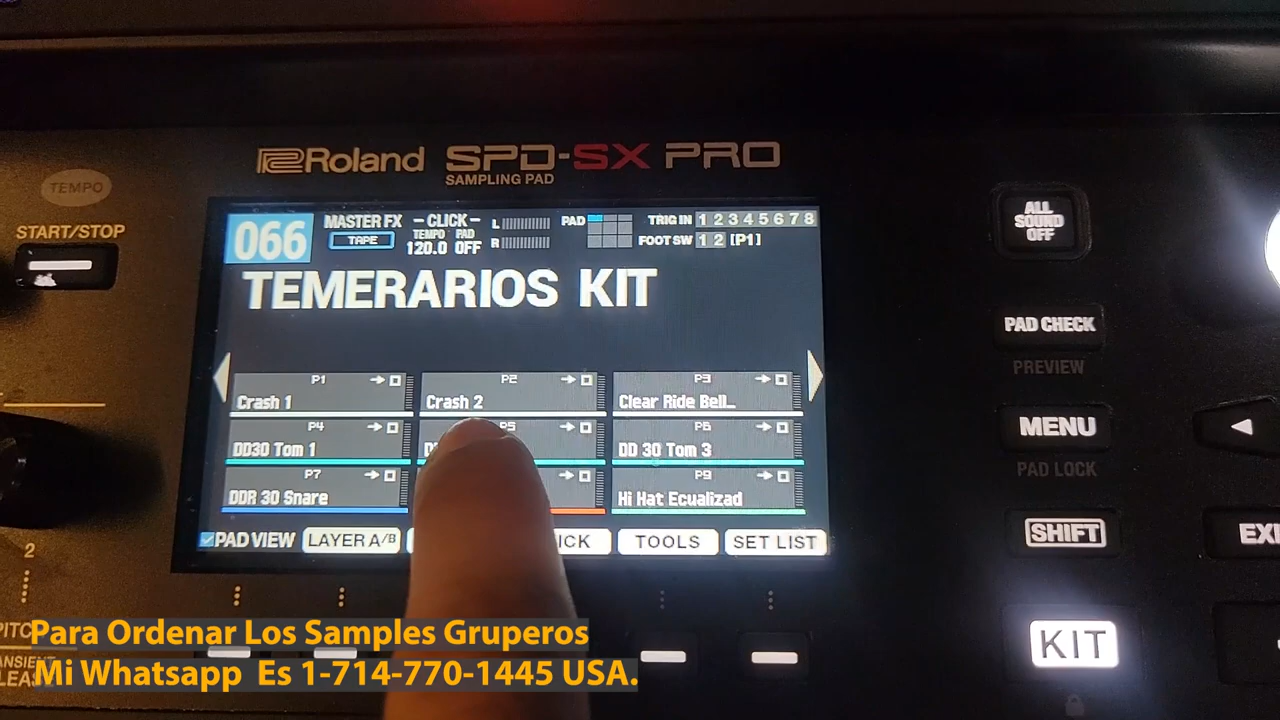 Roland SPD-SX PRO
SAMPLING PAD
TEMPO
START/STOP
ALL
SOUND
OFF
066
MASTER FX
TAPE
- CLICK -
TEMPO PAD
120.0 OFF
L
R
PAD
TRIG IN 1 2 3 4 5 6 7 8
FOOT SW 1 2 [P1]
TEMERARIOS KIT
PAD CHECK
PREVIEW
P1
Crash 1
P2
Crash 2
P3
Clear Ride Bell...
P4
DD30 Tom 1
P5
P6
DD 30 Tom 3
P7
DDR 30 Snare
P9
Hi Hat Ecualizad
MENU
PAD LOCK
PAD VIEW
LAYER A/B
TOOLS
SET LIST
SHIFT
2
KIT
Para Ordenar Los Samples Gruperos
Mi Whatsapp Es 1-714-770-1445 USA.